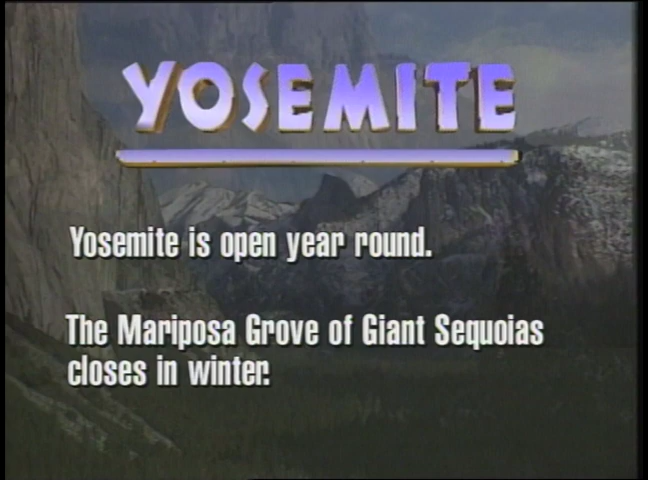 YOSEMITE
Yosemite is open year round.
The Mariposa Grove of Giant Sequoias
closes in winter.